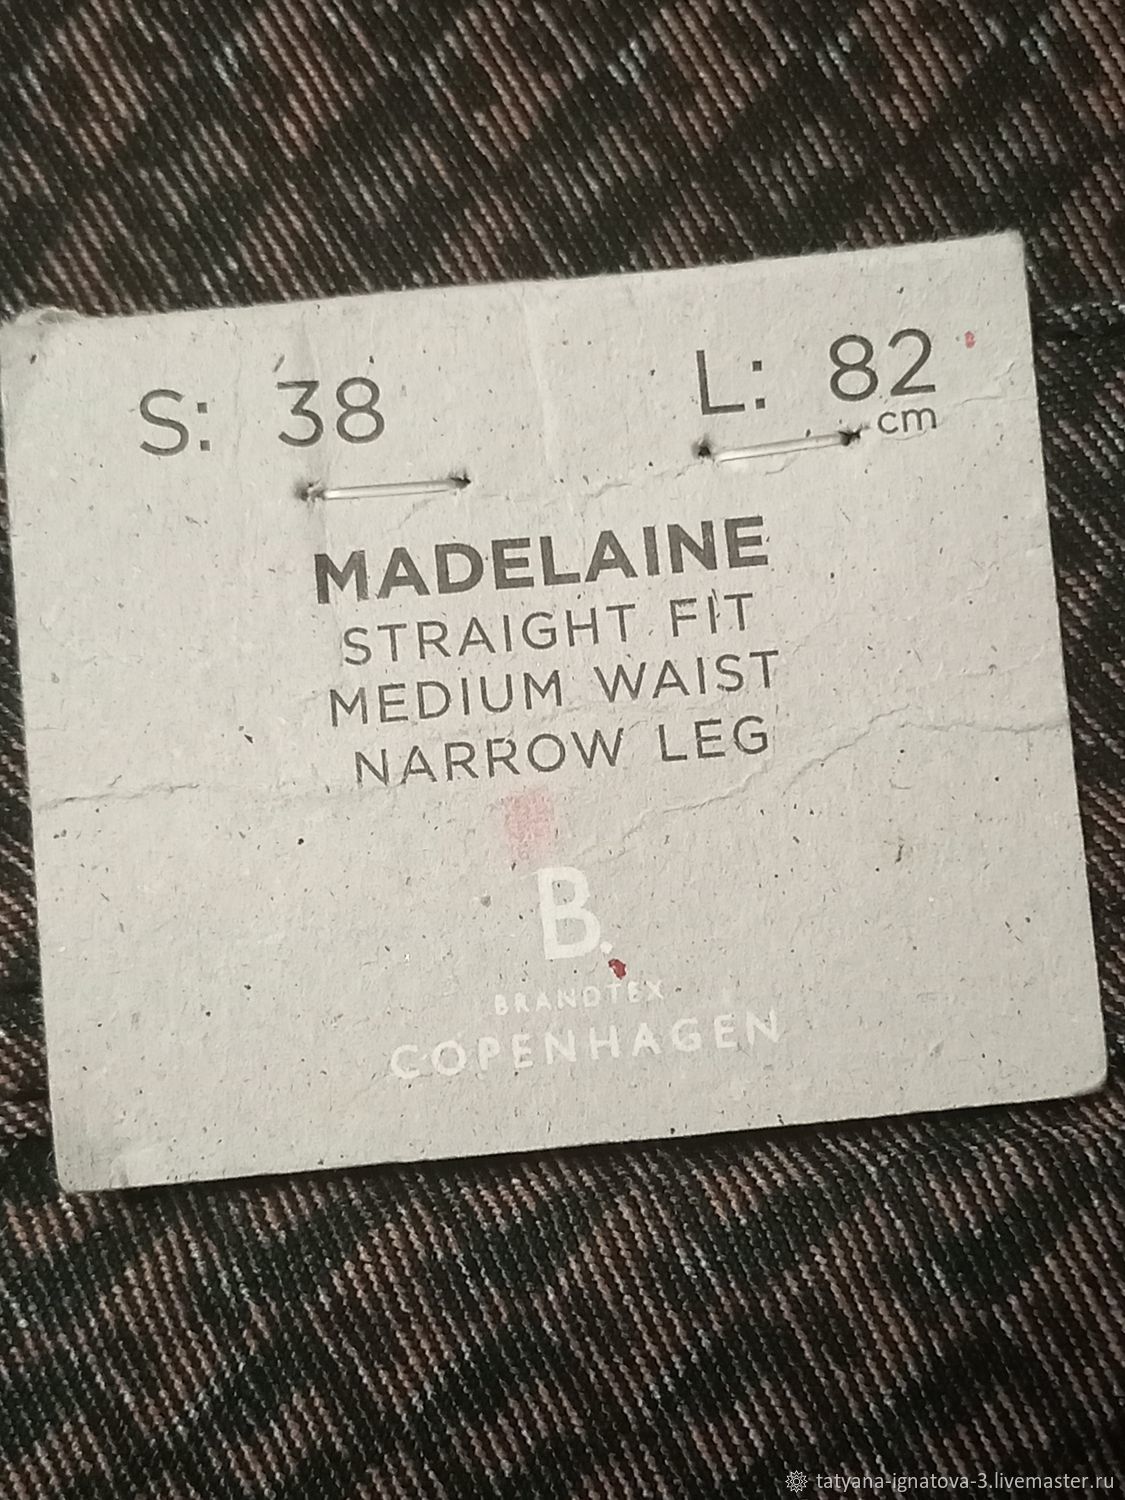 S: 38 L: 82 cm
MADELAINE
STRAIGHT FIT
MEDIUM WAIST
NARROW LEG
B.
BRANDTEX
COPENHAGEN
tatyana-ignatova-3.livemaster.ru